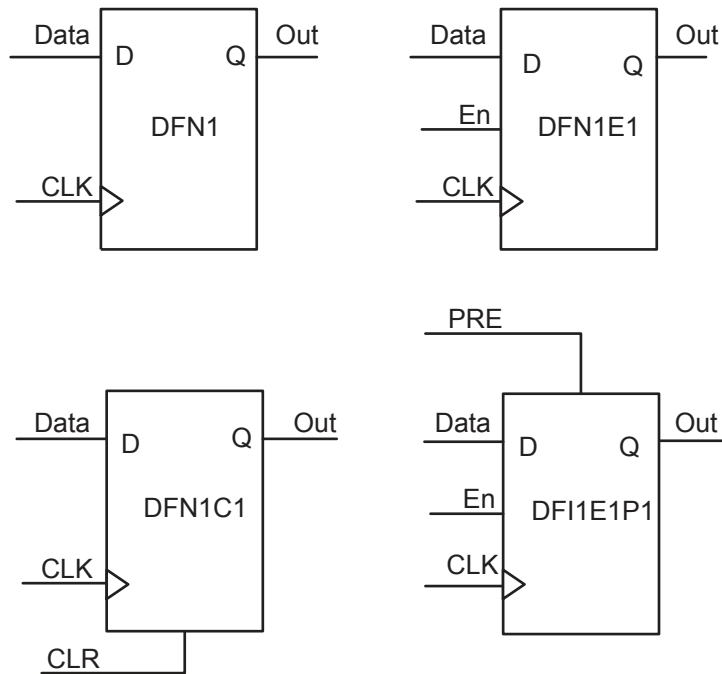 Data
Out
D
Q
DFN1
CLK
Data
Out
D
Q
En
DFN1E1
CLK
Data
Out
D
Q
DFN1C1
CLK
CLR
PRE
Data
Out
D
Q
En
DFI1E1P1
CLK